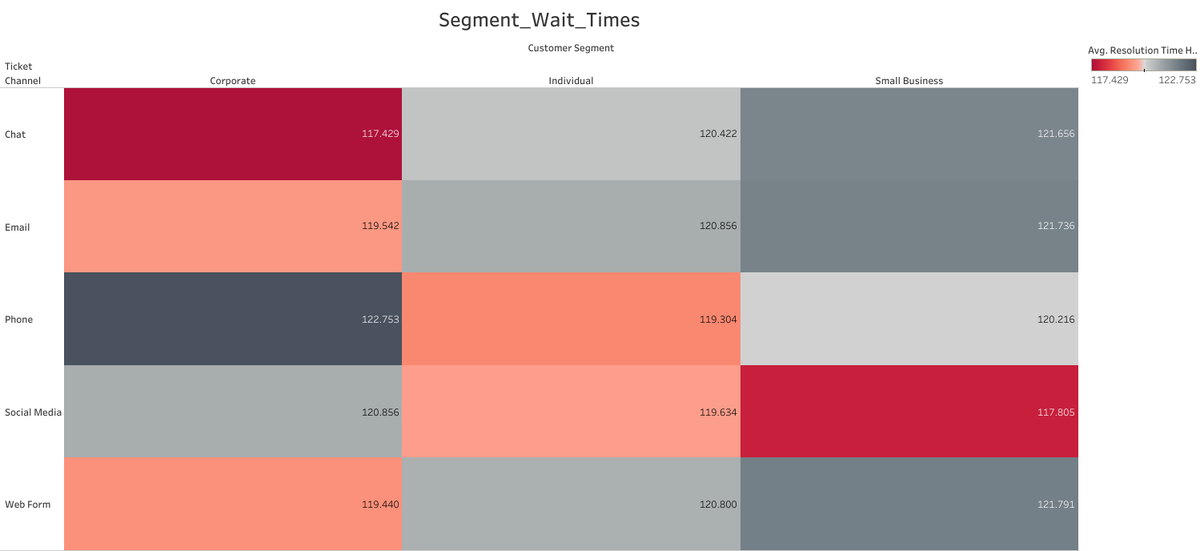 Segment_Wait_Times
Customer Segment
Avg. Resolution Time H..
117.429 122.753
Ticket
Channel Corporate Individual Small Business
Chat 117.429 120.422 121.656
Email 119.542 120.856 121.736
Phone 122.753 119.304 120.216
Social Media 120.856 119.634 117.805
Web Form 119.440 120.800 121.791